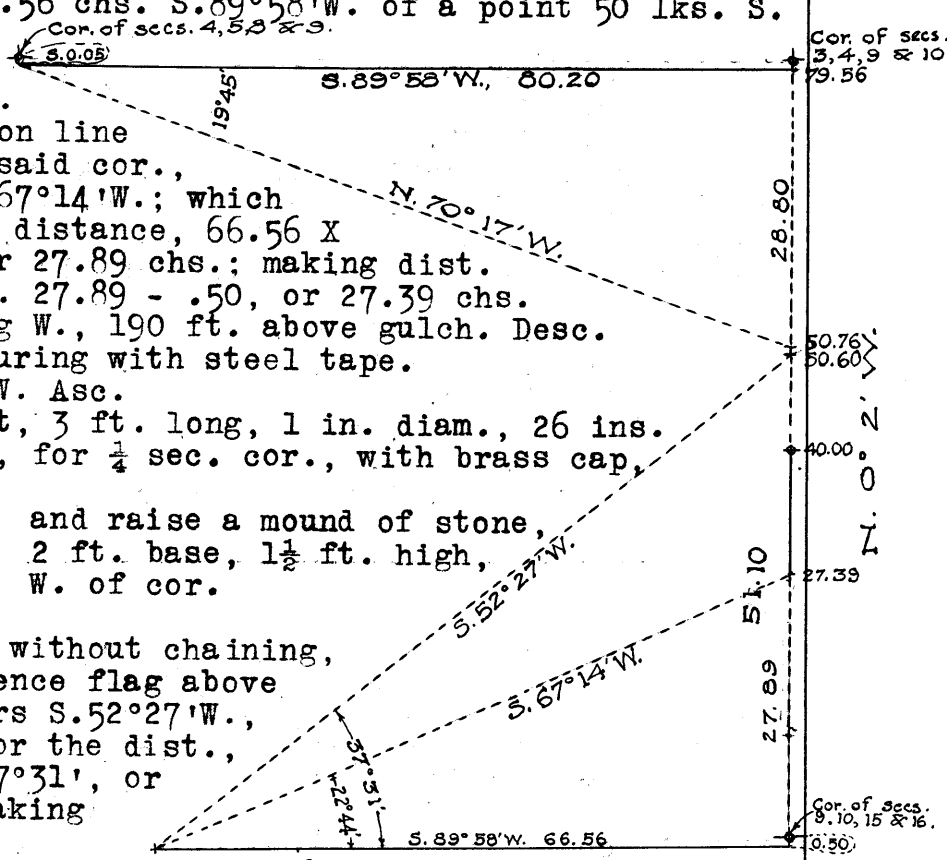 .56 chs. S.89°58'W. of a point 50 lks. S.
Cor. of secs. 4,5,8 & 9.
S.0.05
Cor. of secs.
3,4,9 & 10
79.56
S.89°58'W., 80.20
19°45'
on line
said cor.,
67°14'W.; which
distance, 66.56 X
r 27.89 chs.; making dist.
. 27.89 - .50, or 27.39 chs.
g W., 190 ft. above gulch. Desc.
uring with steel tape.
W. Asc.
t, 3 ft. long, 1 in. diam., 26 ins.
, for ¼ sec. cor., with brass cap,
and raise a mound of stone,
2 ft. base, 1½ ft. high,
W. of cor.
without chaining,
ence flag above
rs S.52°27'W.,
or the dist.,
7°31', or
aking
N. 70°17'W.
28.80
50.76
50.60
N. 0°2'W.
40.00
S.52°27'W.
51.10
27.39
S.67°14'W.
27.89
37°31'
22°44'
S.89°58'W. 66.56
Cor. of secs.
9,10,15 & 16.
0.50